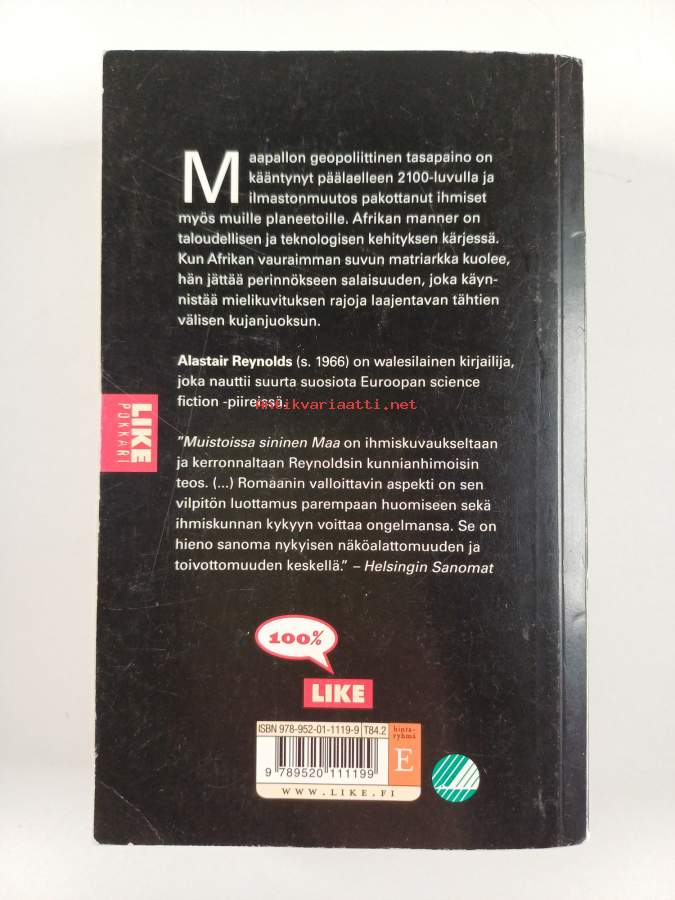 Maapallon geopoliittinen tasapaino on
kääntynyt päälaelleen 2100-luvulla ja
ilmastonmuutos pakottanut ihmiset
myös muille planeetoille. Afrikan manner on
taloudellisen ja teknologisen kehityksen kärjessä.
Kun Afrikan vauraimman suvun matriarkka kuolee,
hän jättää perinnökseen salaisuuden, joka käyn-
nistää mielikuvituksen rajoja laajentavan tähtien
välisen kujanjuoksun.
Alastair Reynolds (s. 1966) on walesilainen kirjailija,
joka nauttii suurta suosiota Euroopan science
fiction -piireissä.
antikvariaatti.net
LIKE
POKKARI
"Muistoissa sininen Maa on ihmiskuvaukseltaan
ja kerronnaltaan Reynoldsin kunnianhimoisin
teos. (...) Romaanin valloittavin aspekti on sen
vilpitön luottamus parempaan huomiseen sekä
ihmiskunnan kykyyn voittaa ongelmansa. Se on
hieno sanoma nykyisen näköalattomuuden ja
toivottomuuden keskellä." – Helsingin Sanomat
100%
LIKE
ISBN 978-952-01-1119-9 T84.2
hinta-
ryhmä
E
9 789520 111199
WWW.LIKE.FI